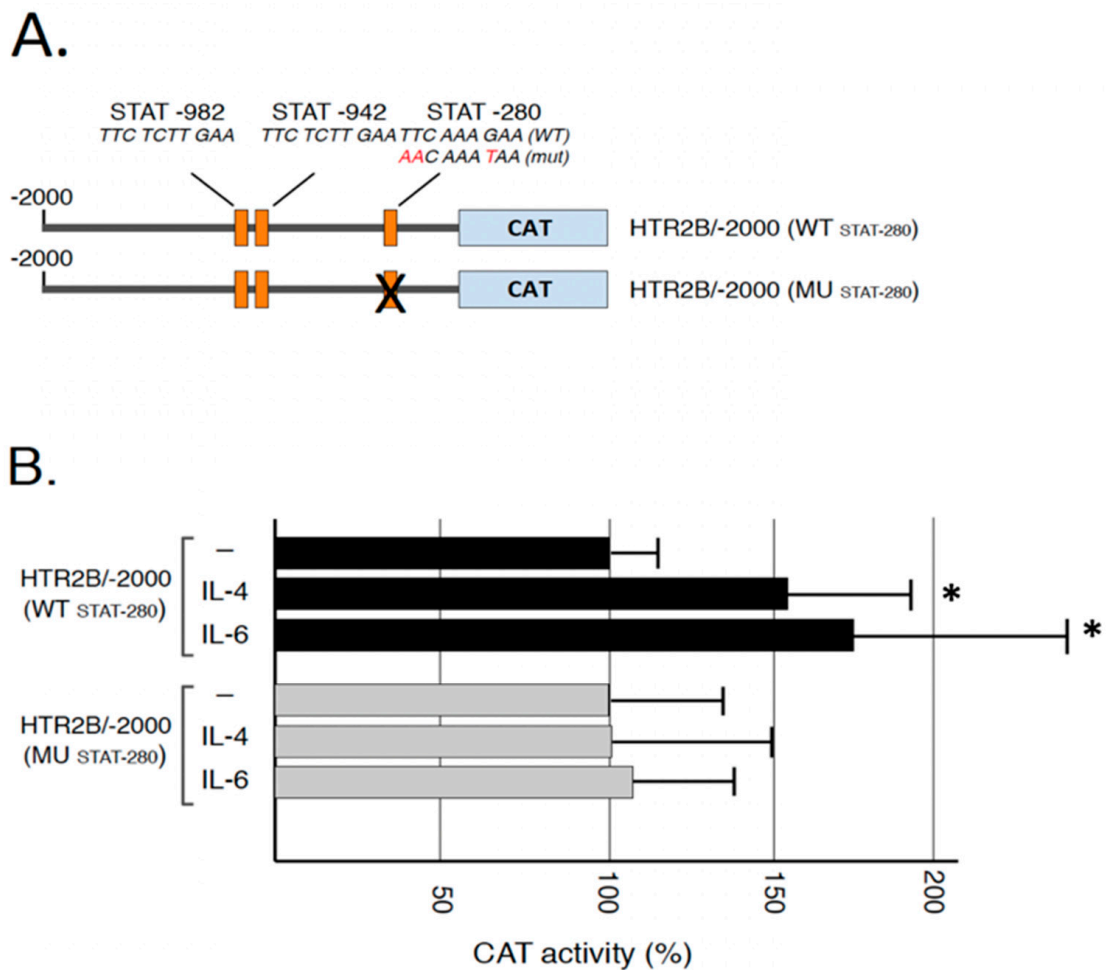 A.
STAT -982 STAT -942 STAT -280
TTC TCTT GAA TTC TCTT GAA TTC AAA GAA (WT)
AAC AAA TAA (mut)
-2000
CAT HTR2B/-2000 (WT STAT-280)
-2000
X CAT HTR2B/-2000 (MU STAT-280)
B.
HTR2B/-2000
(WT STAT-280)
–
IL-4 *
IL-6 *
HTR2B/-2000
(MU STAT-280)
–
IL-4
IL-6
50 100 150 200
CAT activity (%)